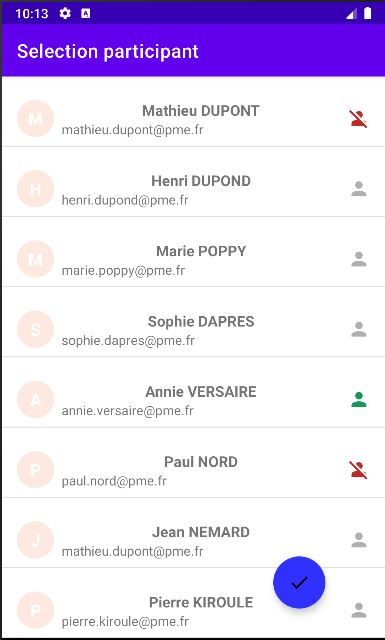 10:13 A
Selection participant
M Mathieu DUPONT
mathieu.dupont@pme.fr
H Henri DUPOND
henri.dupond@pme.fr
M Marie POPPY
marie.poppy@pme.fr
S Sophie DAPRES
sophie.dapres@pme.fr
A Annie VERSAIRE
annie.versaire@pme.fr
P Paul NORD
paul.nord@pme.fr
J Jean NEMARD
mathieu.dupont@pme.fr
P Pierre KIROULE
pierre.kiroule@pme.fr